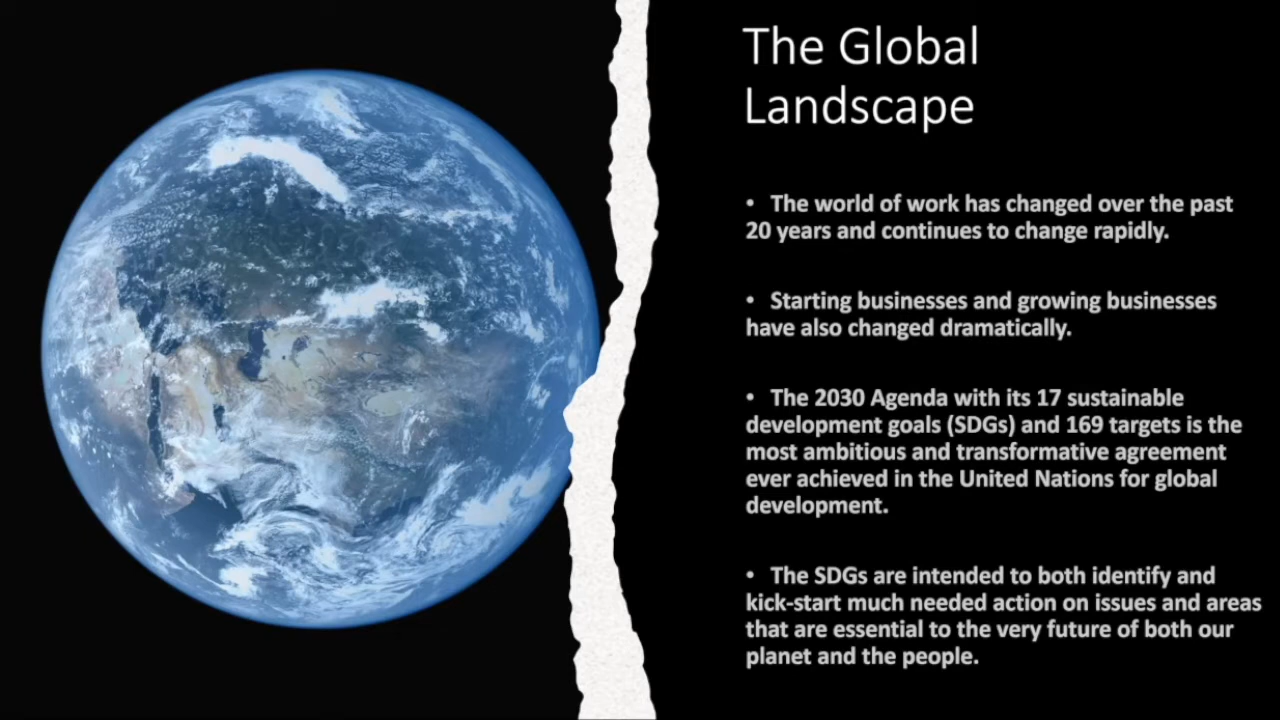 The Global
Landscape
• The world of work has changed over the past
20 years and continues to change rapidly.
• Starting businesses and growing businesses
have also changed dramatically.
• The 2030 Agenda with its 17 sustainable
development goals (SDGs) and 169 targets is the
most ambitious and transformative agreement
ever achieved in the United Nations for global
development.
• The SDGs are intended to both identify and
kick-start much needed action on issues and areas
that are essential to the very future of both our
planet and the people.